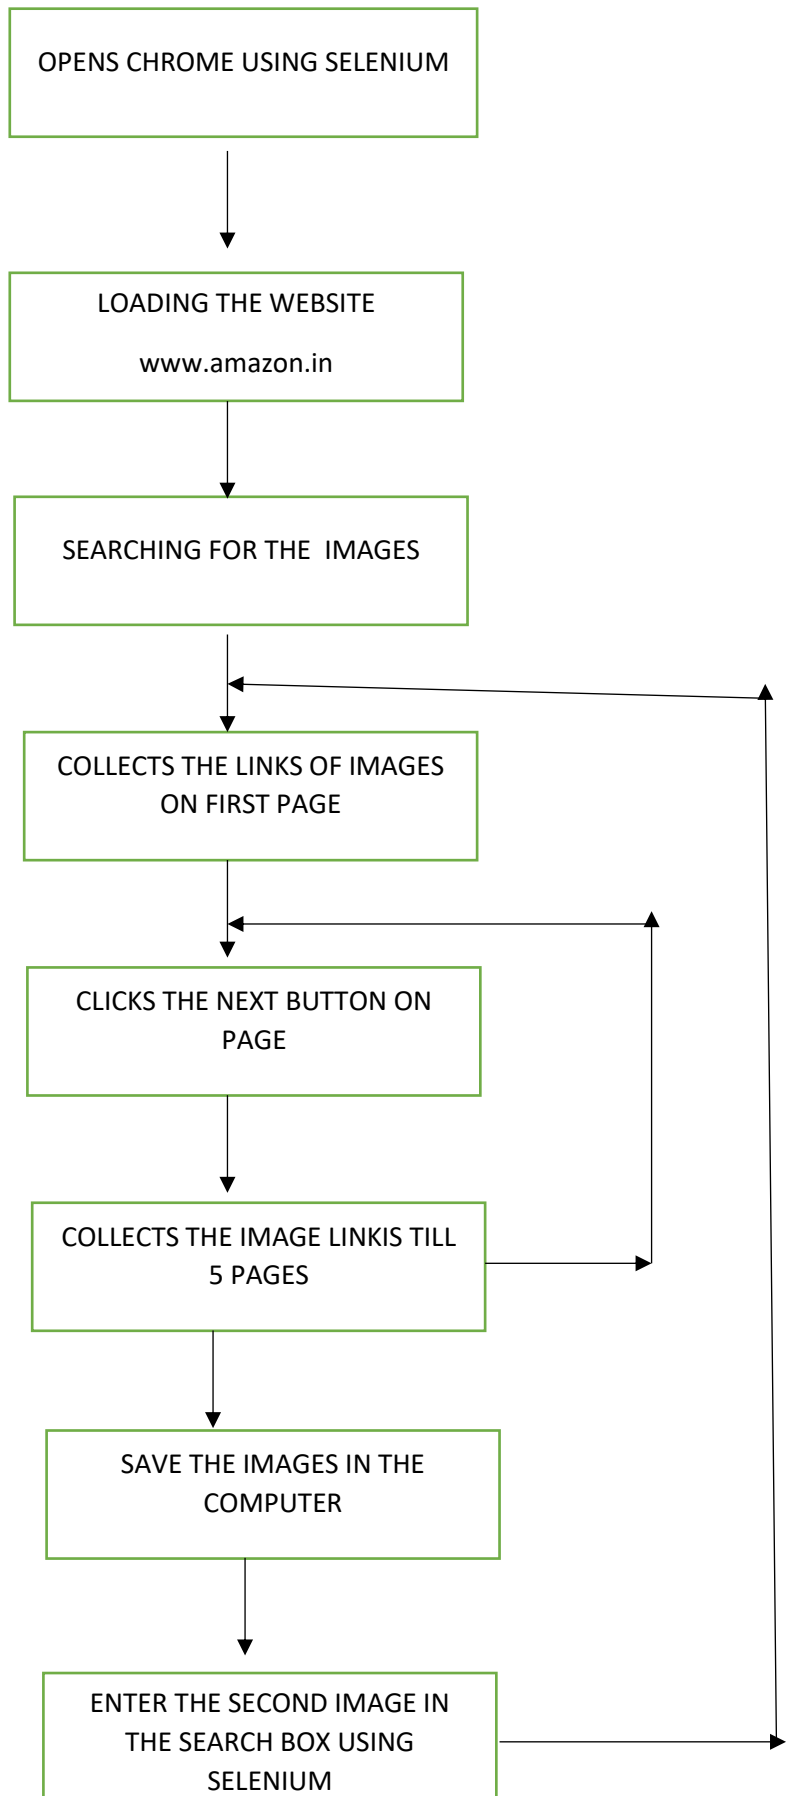 OPENS CHROME USING SELENIUM
LOADING THE WEBSITE
www.amazon.in
SEARCHING FOR THE  IMAGES
COLLECTS THE LINKS OF IMAGES
ON FIRST PAGE
CLICKS THE NEXT BUTTON ON
PAGE
COLLECTS THE IMAGE LINKIS TILL
5 PAGES
SAVE THE IMAGES IN THE
COMPUTER
ENTER THE SECOND IMAGE IN
THE SEARCH BOX USING
SELENIUM